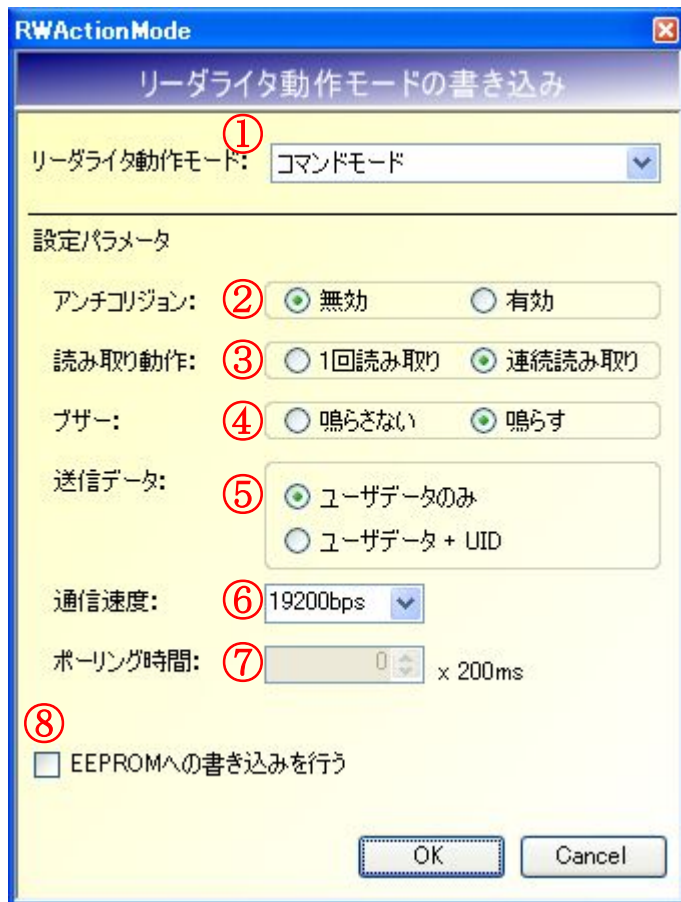 RWActionMode
リーダライタ動作モードの書き込み
①
リーダライタ動作モード: コマンドモード
設定パラメータ
アンチコリジョン: ② 無効 有効
読み取り動作: ③ 1回読み取り 連続読み取り
ブザー: ④ 鳴らさない 鳴らす
送信データ: ⑤ ユーザデータのみ
ユーザデータ + UID
通信速度: ⑥ 19200bps
ポーリング時間: ⑦ 0 x 200ms
⑧
EEPROMへの書き込みを行う
OK Cancel